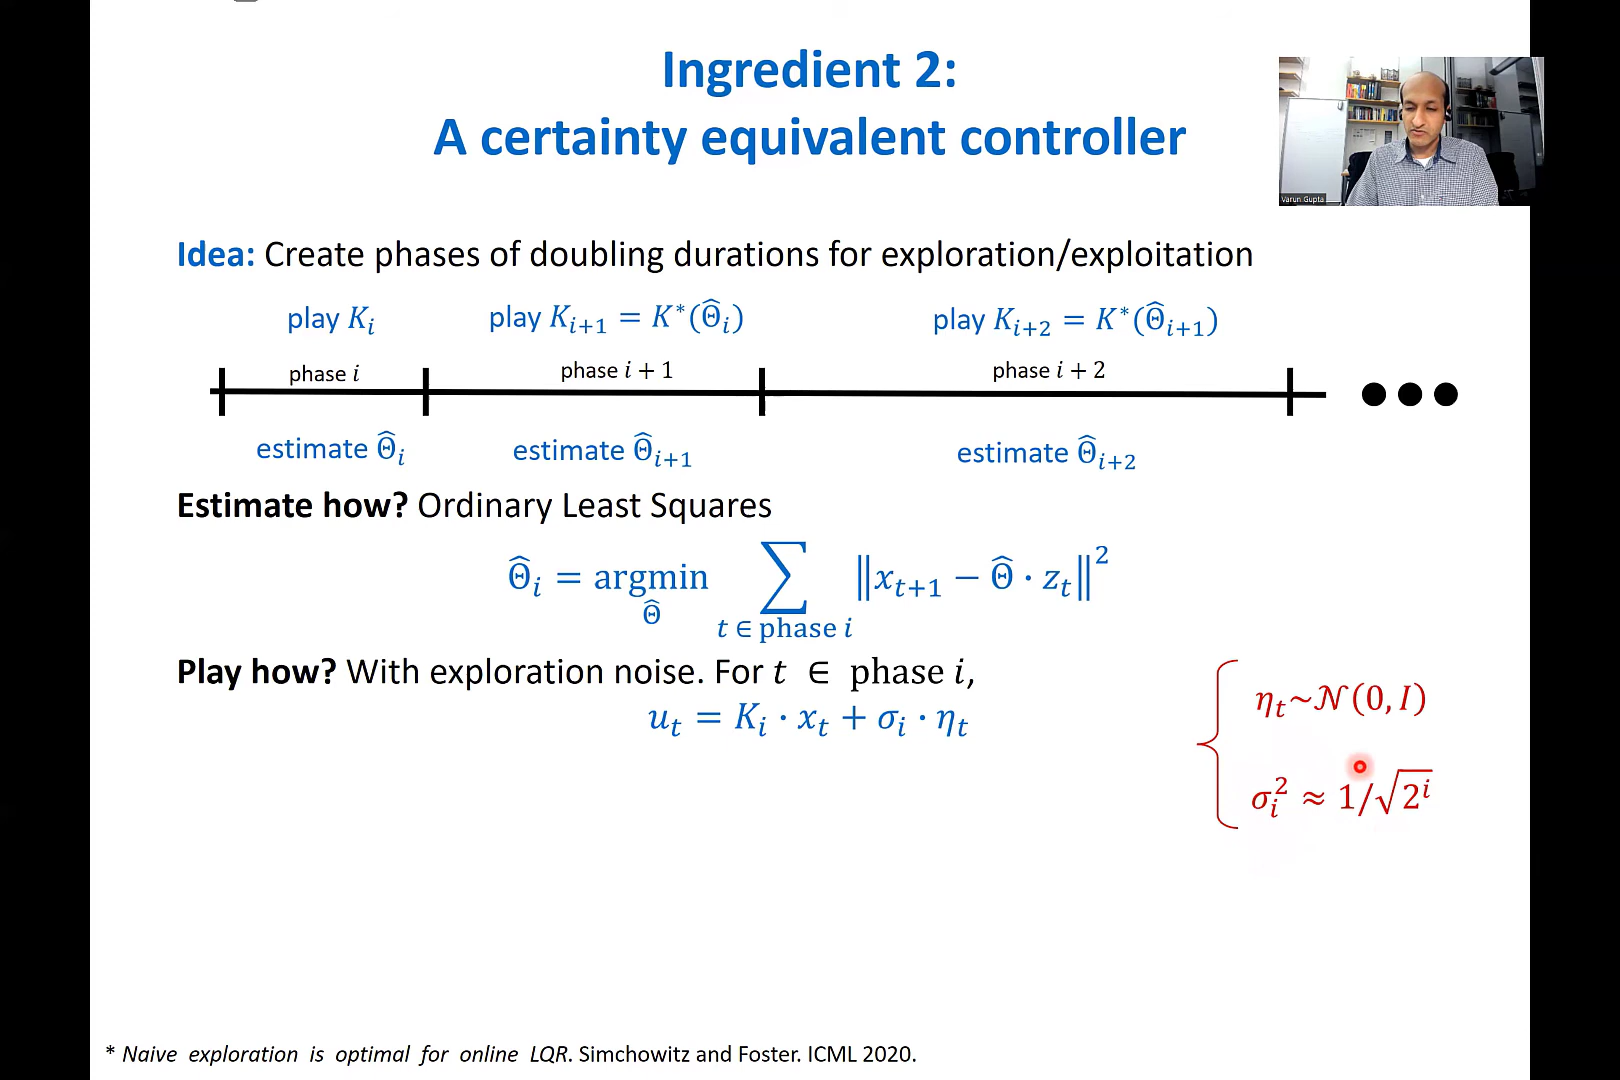 Ingredient 2:
A certainty equivalent controller
Varun Gupta
Idea: Create phases of doubling durations for exploration/exploitation
play K_i    play K_{i+1} = K*(Θ̂_i)    play K_{i+2} = K*(Θ̂_{i+1})
phase i    phase i + 1    phase i + 2
estimate Θ̂_i    estimate Θ̂_{i+1}    estimate Θ̂_{i+2}
Estimate how? Ordinary Least Squares
Θ̂_i = argmin_{Θ̂} ∑_{t ∈ phase i} ‖x_{t+1} − Θ̂ · z_t‖²
Play how? With exploration noise. For t ∈ phase i,
u_t = K_i · x_t + σ_i · η_t
η_t~𝒩(0, I)
σ_i² ≈ 1/√(2^i)
* Naive exploration is optimal for online LQR. Simchowitz and Foster. ICML 2020.